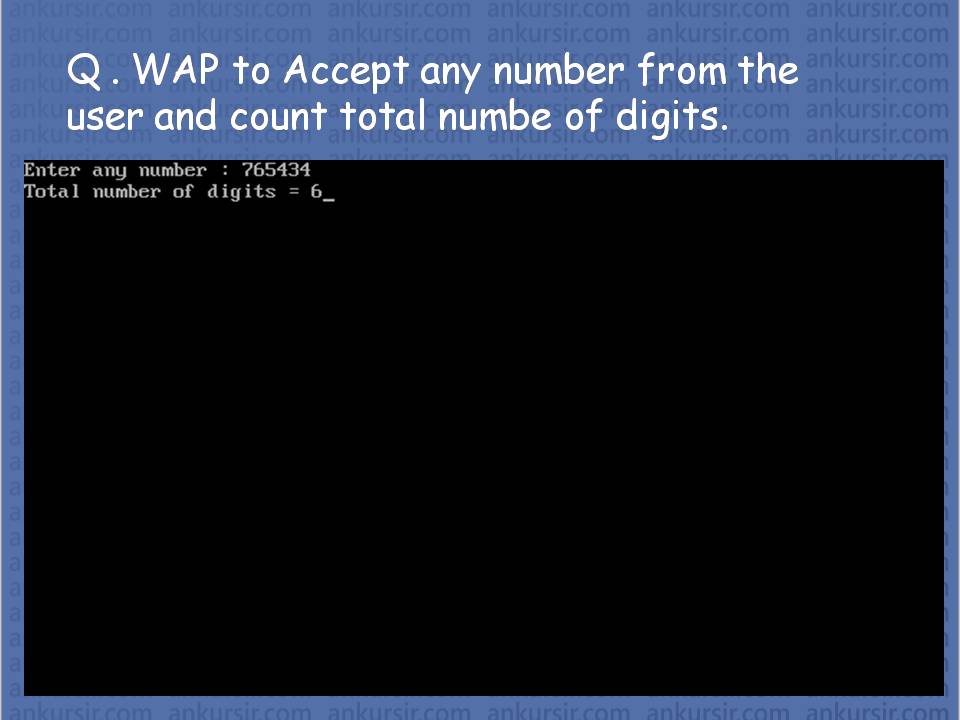 Q . WAP to Accept any number from the
user and count total numbe of digits.
Enter any number : 765434
Total number of digits = 6_
ankursir.com